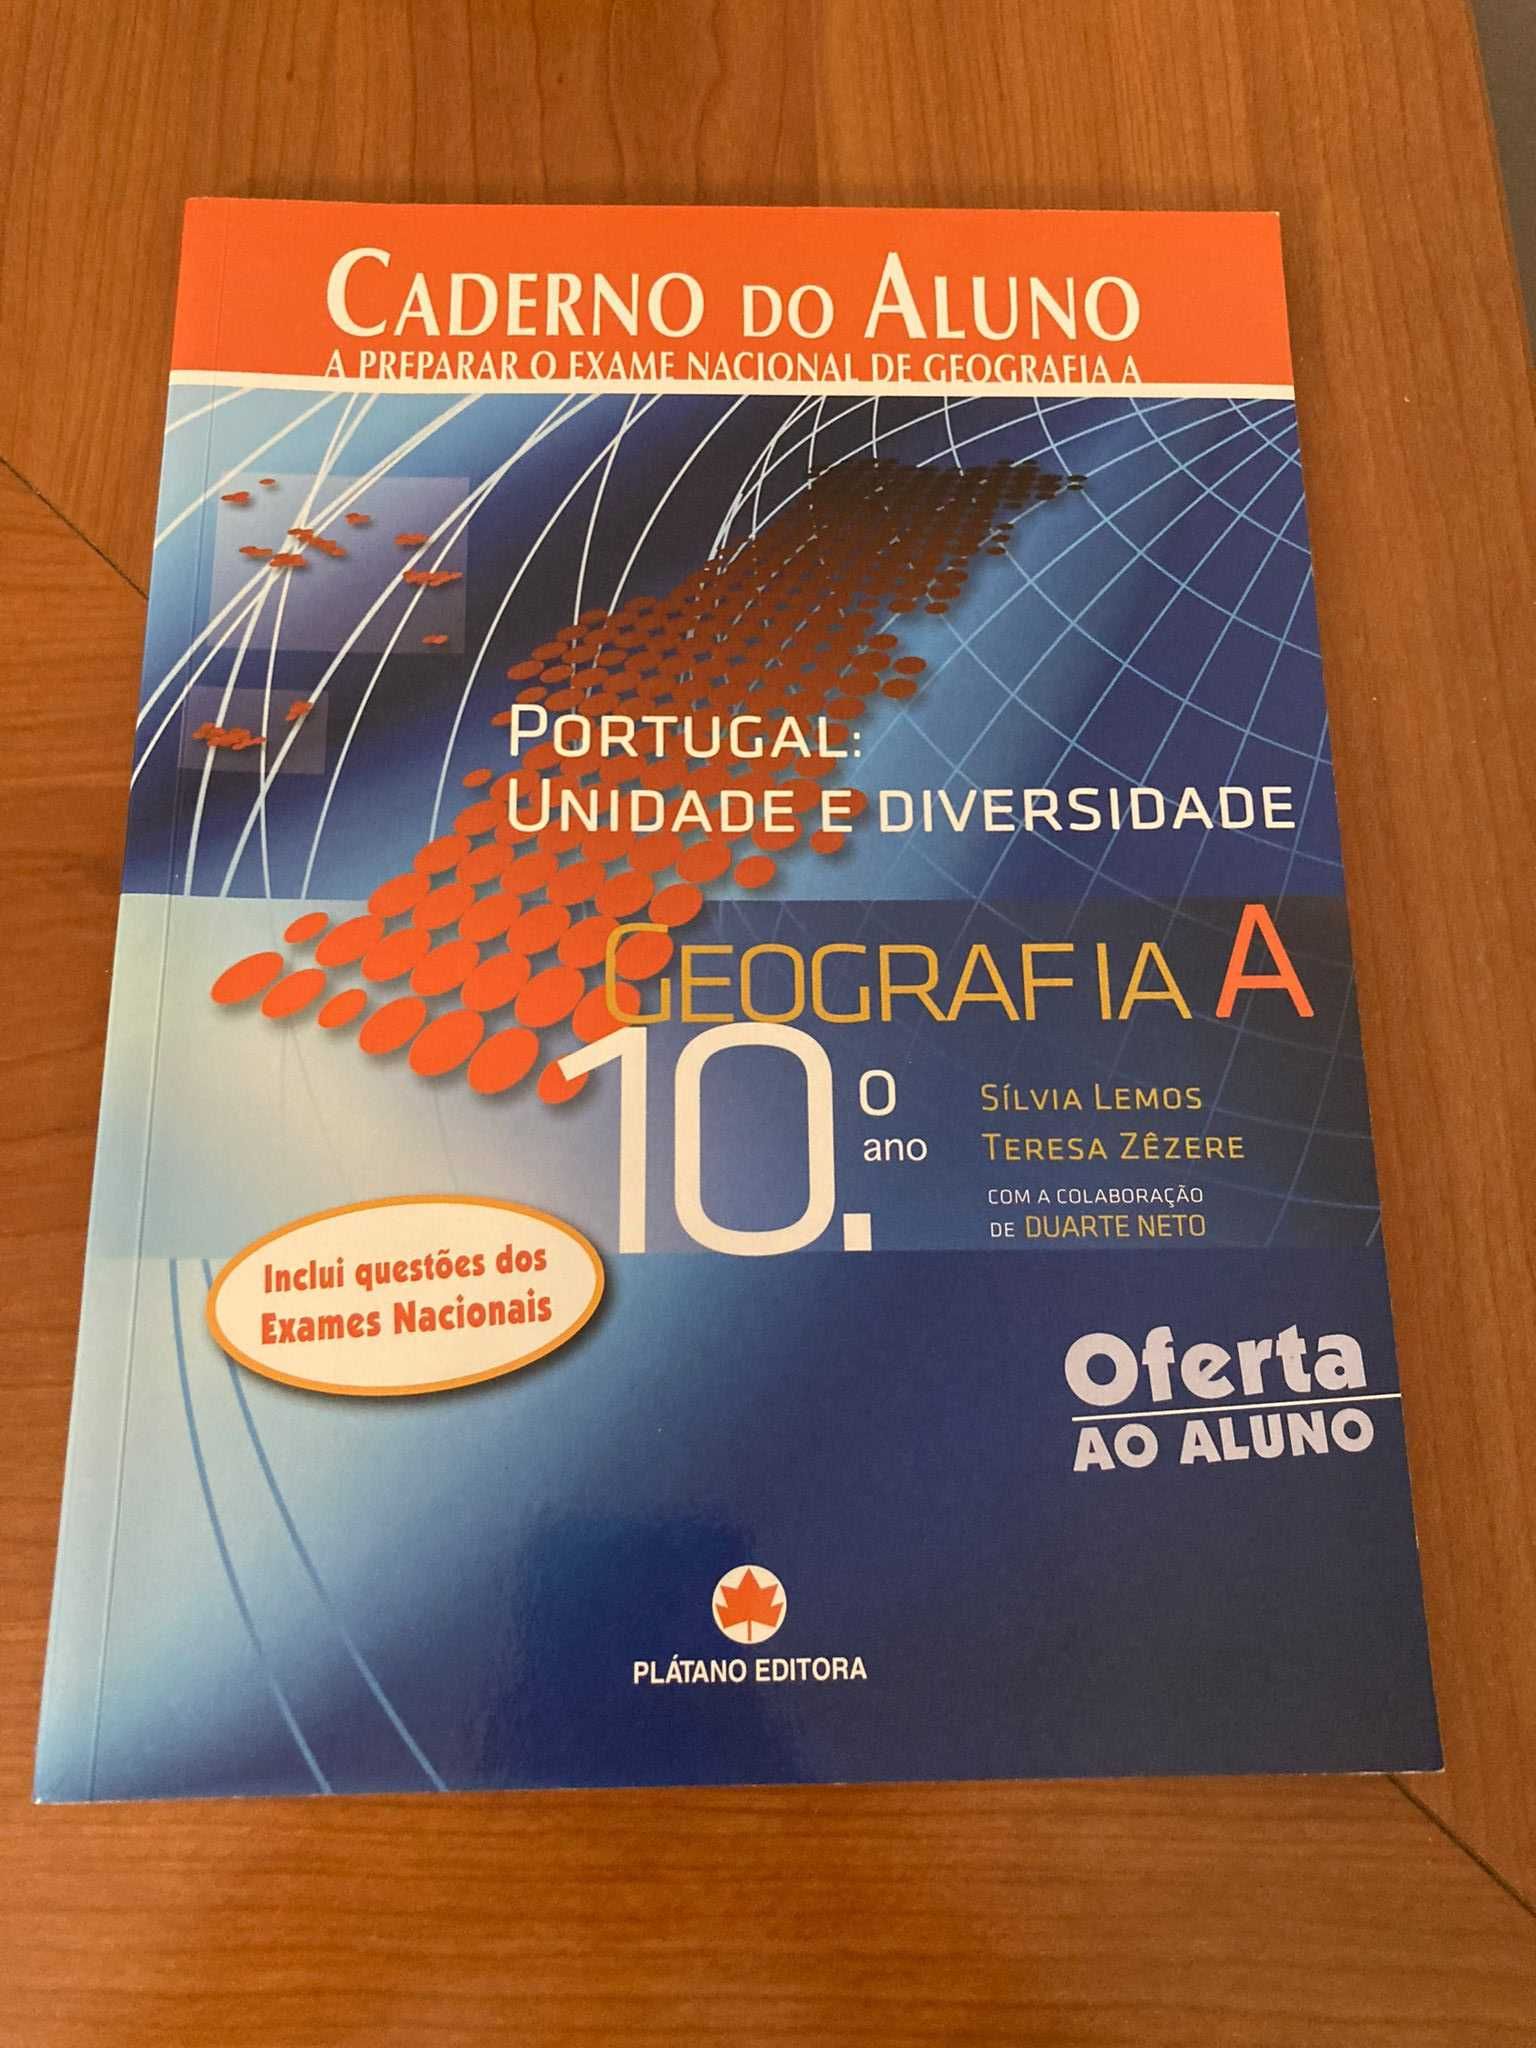 CADERNO DO ALUNO
A PREPARAR O EXAME NACIONAL DE GEOGRAFIA A
PORTUGAL:
UNIDADE E DIVERSIDADE
GEOGRAFIA A
10.º
ano
SÍLVIA LEMOS
TERESA ZÊZERE
COM A COLABORAÇÃO
DE DUARTE NETO
Inclui questões dos
Exames Nacionais
Oferta
AO ALUNO
PLÁTANO EDITORA